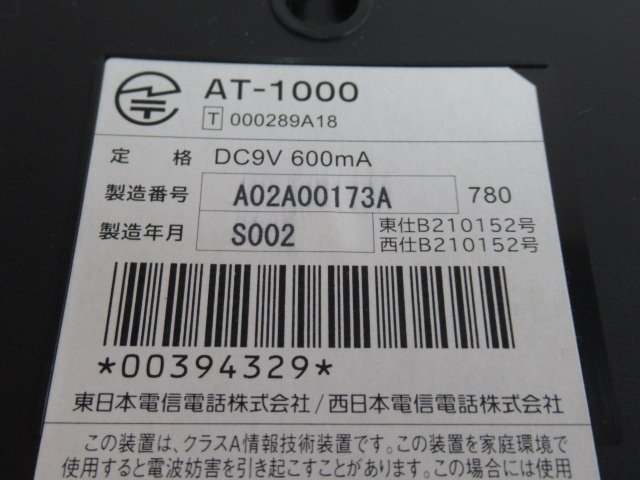 AT-1000
T 000289A18
定 格 DC9V 600mA
製造番号 A02A00173A 780
製造年月 S002 東仕B210152号
西仕B210152号
*00394329*
東日本電信電話株式会社/西日本電信電話株式会社
この装置は、クラスA情報技術装置です。この装置を家庭環境で
使用すると電波妨害を引き起こすことがあります。この場合には使用